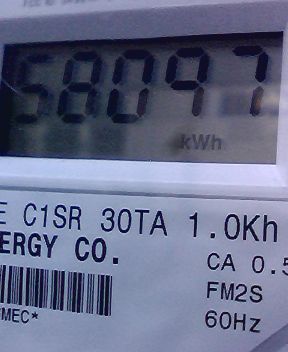 58097
kWh
E C1SR 30TA 1.0Kh
ERGY CO.
CA 0.5
FM2S
MEC*
60Hz